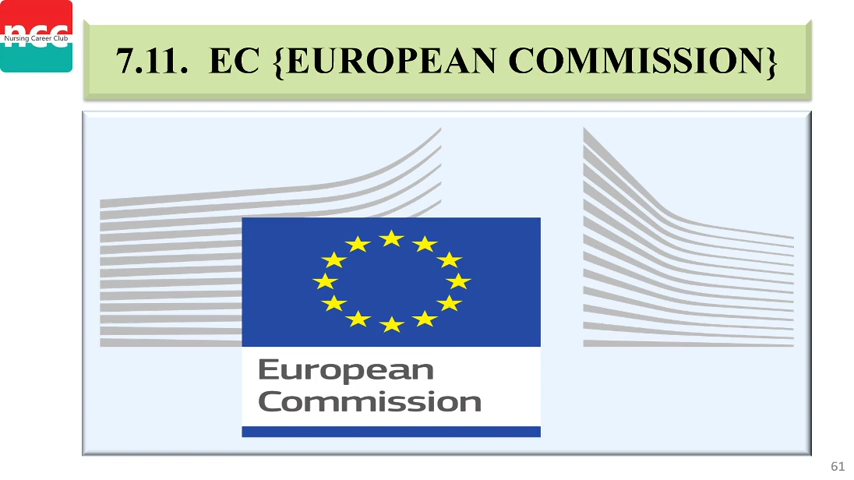 ncc
Nursing Career Club
7.11. EC {EUROPEAN COMMISSION}
European
Commission
61